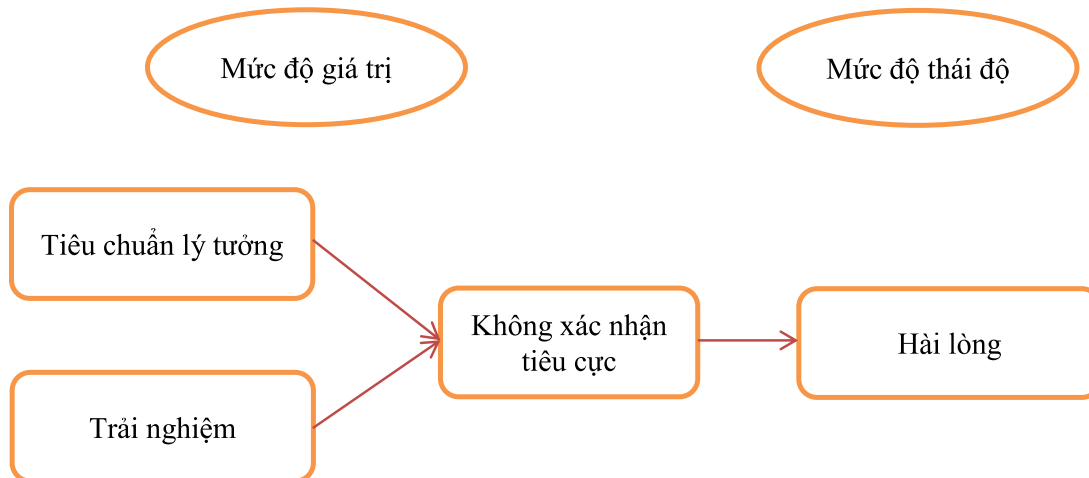 Mức độ giá trị
Mức độ thái độ
Tiêu chuẩn lý tưởng
Không xác nhận
tiêu cực
Hài lòng
Trải nghiệm